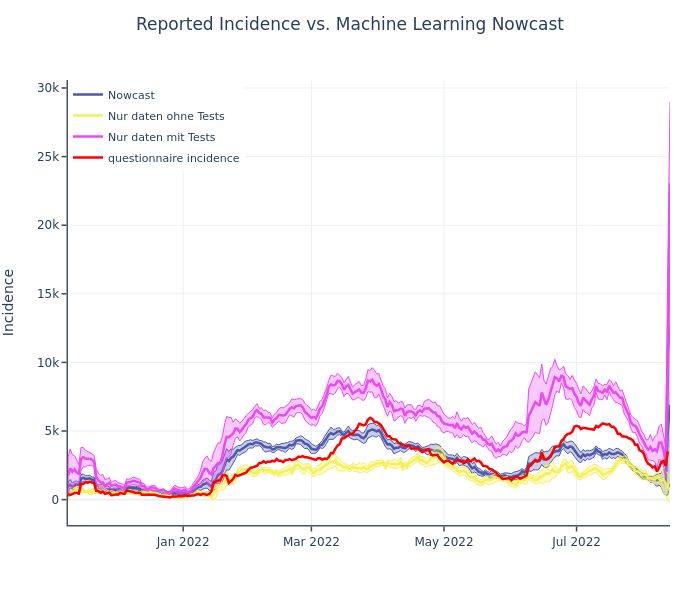 Reported Incidence vs. Machine Learning Nowcast
30k
25k
20k
15k
10k
5k
0
Incidence
Nowcast
Nur daten ohne Tests
Nur daten mit Tests
questionnaire incidence
Jan 2022
Mar 2022
May 2022
Jul 2022